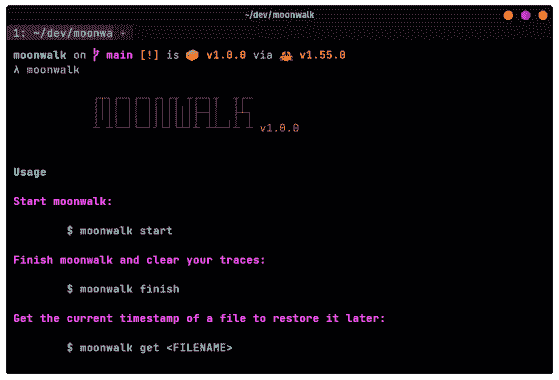 ~/dev/moonwalk
1: ~/dev/moonwa -
moonwalk on main [!] is v1.0.0 via v1.55.0
λ moonwalk
MOONWALK v1.0.0
Usage
Start moonwalk:
$ moonwalk start
Finish moonwalk and clear your traces:
$ moonwalk finish
Get the current timestamp of a file to restore it later:
$ moonwalk get <FILENAME>